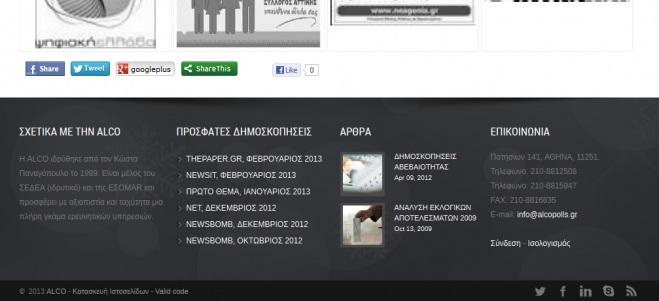 ψηφιακή ελλάδα
ΣΥΛΛΟΓΟΣ ΑΤΤΙΚΗΣ
www.neagenia.gr
Share
Tweet
googleplus
ShareThis
Like
0
ΣΧΕΤΙΚΑ ΜΕ ΤΗΝ ALCO
Η ALCO ιδρύθηκε από τον Κώστα
Παναγόπουλο το 1989. Είναι μέλος του
ΣΕΔΕΑ (ιδρυτικό) και της ESOMAR και
προσφέρει με αξιοπιστία και ταχύτητα μια
πλήρη γκάμα ερευνητικών υπηρεσιών.
ΠΡΟΣΦΑΤΕΣ ΔΗΜΟΣΚΟΠΗΣΕΙΣ
THEPAPER.GR, ΦΕΒΡΟΥΑΡΙΟΣ 2013
NEWSIT, ΦΕΒΡΟΥΑΡΙΟΣ 2013
ΠΡΩΤΟ ΘΕΜΑ, ΙΑΝΟΥΑΡΙΟΣ 2013
ΝΕΤ, ΔΕΚΕΜΒΡΙΟΣ 2012
NEWSBOMB, ΔΕΚΕΜΒΡΙΟΣ 2012
NEWSBOMB, ΟΚΤΩΒΡΙΟΣ 2012
ΑΡΘΡΑ
ΔΗΜΟΣΚΟΠΗΣΕΙΣ
ΑΒΕΒΑΙΟΤΗΤΑΣ
Apr 09, 2012
ΑΝΑΛΥΣΗ ΕΚΛΟΓΙΚΩΝ
ΑΠΟΤΕΛΕΣΜΑΤΩΝ 2009
Oct 13, 2009
ΕΠΙΚΟΙΝΩΝΙΑ
Πατησίων 141, ΑΘΗΝΑ, 11251.
Τηλέφωνο: 210-8812508
Τηλέφωνο: 210-8815947
FAX: 210-8816835
E-mail: info@alcopolls.gr
Σύνδεση - Ισολογισμός
© 2013 ALCO - Κατασκευή Ιστοσελίδων - Valid code